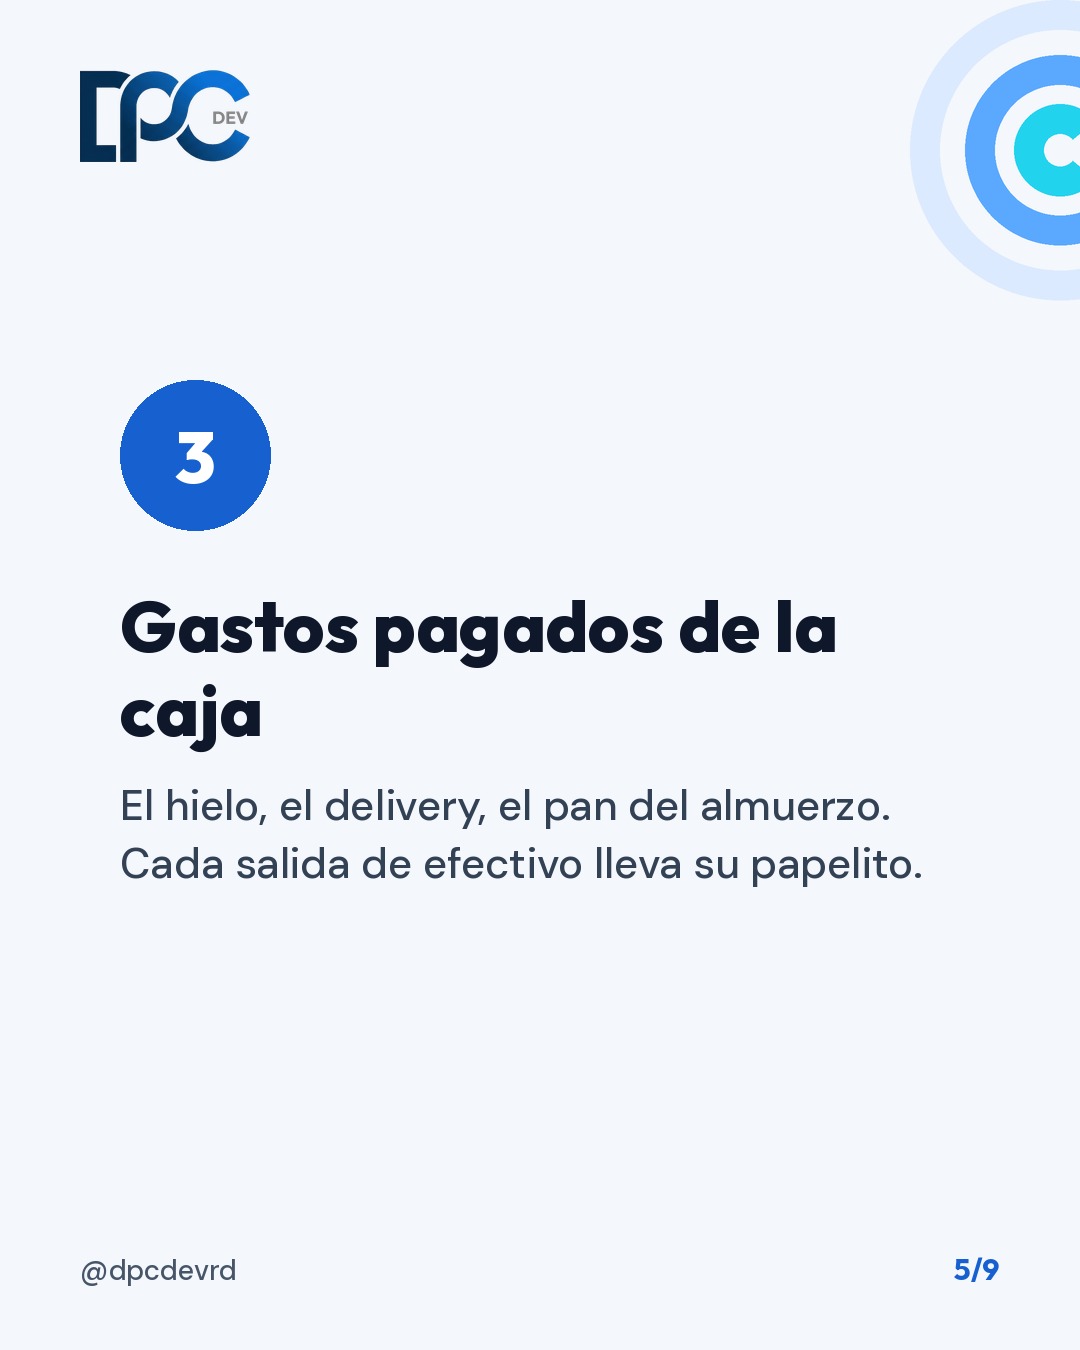 DPC
DEV
3
Gastos pagados de la
caja
El hielo, el delivery, el pan del almuerzo.
Cada salida de efectivo lleva su papelito.
@dpcdevrd
5/9